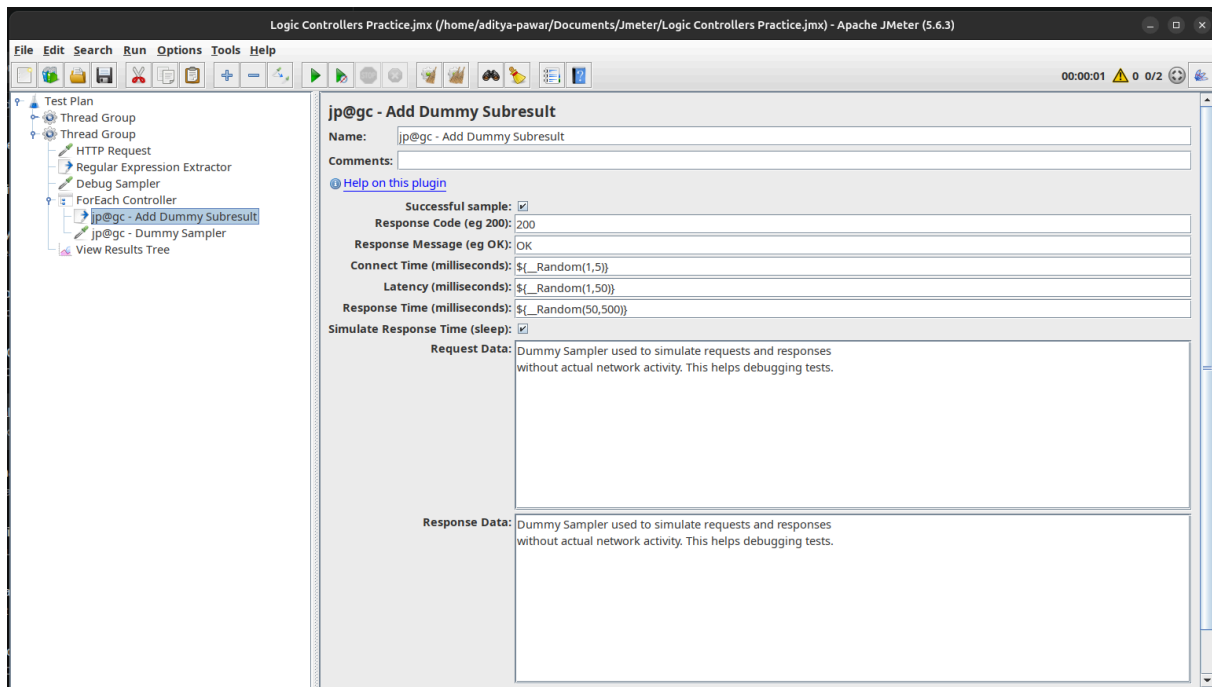 Logic Controllers Practice.jmx (/home/aditya-pawar/Documents/Jmeter/Logic Controllers Practice.jmx) - Apache JMeter (5.6.3)
File Edit Search Run Options Tools Help
00:00:01 0 0/2
Test Plan
Thread Group
Thread Group
HTTP Request
Regular Expression Extractor
Debug Sampler
ForEach Controller
jp@gc - Add Dummy Subresult
jp@gc - Dummy Sampler
View Results Tree
jp@gc - Add Dummy Subresult
Name: jp@gc - Add Dummy Subresult
Comments:
Help on this plugin
Successful sample:
Response Code (eg 200): 200
Response Message (eg OK): OK
Connect Time (milliseconds): ${__Random(1,5)}
Latency (milliseconds): ${__Random(1,50)}
Response Time (milliseconds): ${__Random(50,500)}
Simulate Response Time (sleep):
Request Data: Dummy Sampler used to simulate requests and responses
without actual network activity. This helps debugging tests.
Response Data: Dummy Sampler used to simulate requests and responses
without actual network activity. This helps debugging tests.